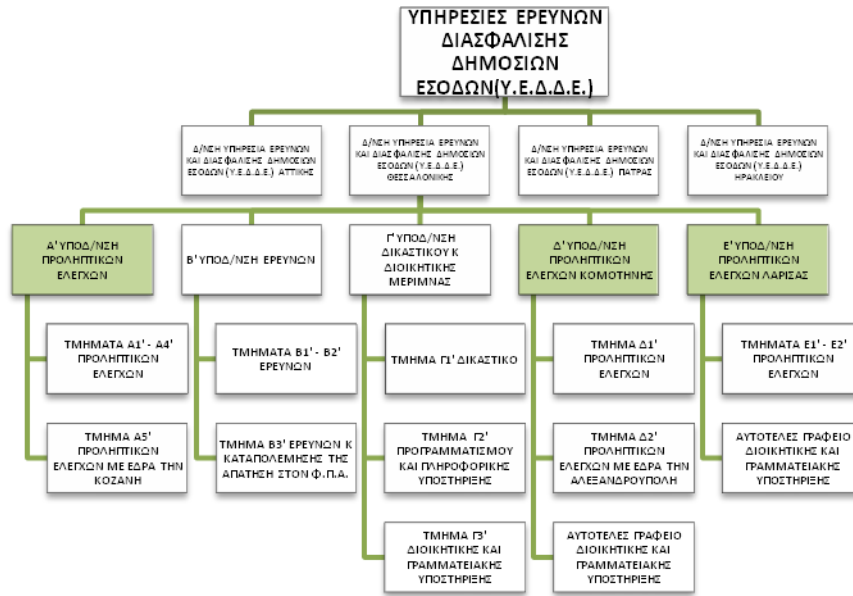 ΥΠΗΡΕΣΙΕΣ ΕΡΕΥΝΩΝ
ΔΙΑΣΦΑΛΙΣΗΣ
ΔΗΜΟΣΙΩΝ
ΕΣΟΔΩΝ(Υ.Ε.Δ.Δ.Ε.)
Δ/ΝΣΗ ΥΠΗΡΕΣΙΑ ΕΡΕΥΝΩΝ
ΚΑΙ ΔΙΑΣΦΑΛΙΣΗΣ ΔΗΜΟΣΙΩΝ
ΕΣΟΔΩΝ (Υ.Ε.Δ.Δ.Ε.) ΑΤΤΙΚΗΣ
Δ/ΝΣΗ ΥΠΗΡΕΣΙΑ ΕΡΕΥΝΩΝ
ΚΑΙ ΔΙΑΣΦΑΛΙΣΗΣ ΔΗΜΟΣΙΩΝ
ΕΣΟΔΩΝ (Υ.Ε.Δ.Δ.Ε.)
ΘΕΣΣΑΛΟΝΙΚΗΣ
Δ/ΝΣΗ ΥΠΗΡΕΣΙΑ ΕΡΕΥΝΩΝ
ΚΑΙ ΔΙΑΣΦΑΛΙΣΗΣ ΔΗΜΟΣΙΩΝ
ΕΣΟΔΩΝ (Υ.Ε.Δ.Δ.Ε.) ΠΑΤΡΑΣ
Δ/ΝΣΗ ΥΠΗΡΕΣΙΑ ΕΡΕΥΝΩΝ
ΚΑΙ ΔΙΑΣΦΑΛΙΣΗΣ ΔΗΜΟΣΙΩΝ
ΕΣΟΔΩΝ (Υ.Ε.Δ.Δ.Ε.)
ΗΡΑΚΛΕΙΟΥ
Α' ΥΠΟΔ/ΝΣΗ
ΠΡΟΛΗΠΤΙΚΩΝ
ΕΛΕΓΧΩΝ
Β' ΥΠΟΔ/ΝΣΗ ΕΡΕΥΝΩΝ
Γ' ΥΠΟΔ/ΝΣΗ
ΔΙΚΑΣΤΙΚΟΥ Κ
ΔΙΟΙΚΗΤΙΚΗΣ
ΜΕΡΙΜΝΑΣ
Δ' ΥΠΟΔ/ΝΣΗ
ΠΡΟΛΗΠΤΙΚΩΝ
ΕΛΕΓΧΩΝ ΚΟΜΟΤΗΝΗΣ
Ε' ΥΠΟΔ/ΝΣΗ
ΠΡΟΛΗΠΤΙΚΩΝ
ΕΛΕΓΧΩΝ ΛΑΡΙΣΑΣ
ΤΜΗΜΑΤΑ Α1' - Α4'
ΠΡΟΛΗΠΤΙΚΩΝ
ΕΛΕΓΧΩΝ
ΤΜΗΜΑΤΑ Β1' - Β2'
ΕΡΕΥΝΩΝ
ΤΜΗΜΑ Γ1' ΔΙΚΑΣΤΙΚΟ
ΤΜΗΜΑ Δ1'
ΠΡΟΛΗΠΤΙΚΩΝ
ΕΛΕΓΧΩΝ
ΤΜΗΜΑΤΑ Ε1' - Ε2'
ΠΡΟΛΗΠΤΙΚΩΝ
ΕΛΕΓΧΩΝ
ΤΜΗΜΑ Α5'
ΠΡΟΛΗΠΤΙΚΩΝ
ΕΛΕΓΧΩΝ ΜΕ ΕΔΡΑ ΤΗΝ
ΚΟΖΑΝΗ
ΤΜΗΜΑ Β3' ΕΡΕΥΝΩΝ Κ
ΚΑΤΑΠΟΛΕΜΗΣΗΣ ΤΗΣ
ΑΠΑΤΗΣΗ ΣΤΟΝ Φ.Π.Α.
ΤΜΗΜΑ Γ2'
ΠΡΟΓΡΑΜΜΑΤΙΣΜΟΥ
ΚΑΙ ΠΛΗΡΟΦΟΡΙΚΗΣ
ΥΠΟΣΤΗΡΙΞΗΣ
ΤΜΗΜΑ Δ2'
ΠΡΟΛΗΠΤΙΚΩΝ
ΕΛΕΓΧΩΝ ΜΕ ΕΔΡΑ ΤΗΝ
ΑΛΕΞΑΝΔΡΟΥΠΟΛΗ
ΑΥΤΟΤΕΛΕΣ ΓΡΑΦΕΙΟ
ΔΙΟΙΚΗΤΙΚΗΣ ΚΑΙ
ΓΡΑΜΜΑΤΕΙΑΚΗΣ
ΥΠΟΣΤΗΡΙΞΗΣ
ΤΜΗΜΑ Γ3'
ΔΙΟΙΚΗΤΙΚΗΣ ΚΑΙ
ΓΡΑΜΜΑΤΕΙΑΚΗΣ
ΥΠΟΣΤΗΡΙΞΗΣ
ΑΥΤΟΤΕΛΕΣ ΓΡΑΦΕΙΟ
ΔΙΟΙΚΗΤΙΚΗΣ ΚΑΙ
ΓΡΑΜΜΑΤΕΙΑΚΗΣ
ΥΠΟΣΤΗΡΙΞΗΣ